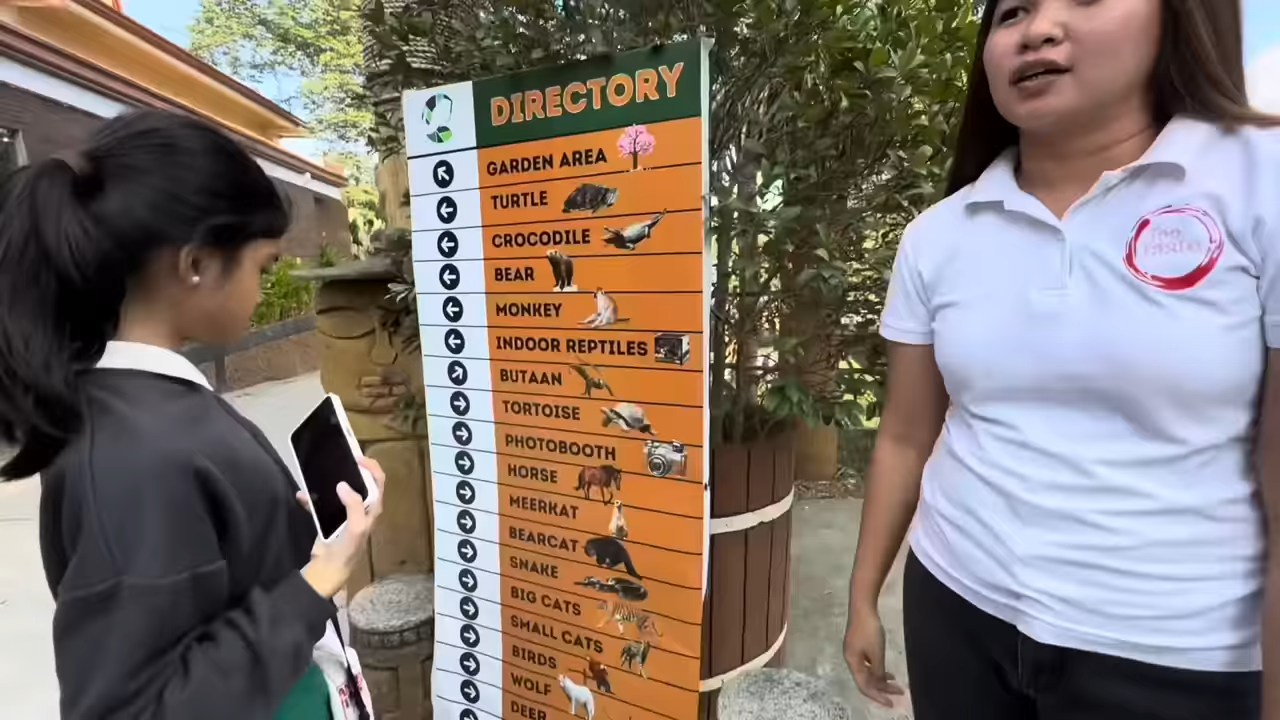 DIRECTORY
GARDEN AREA
TURTLE
CROCODILE
BEAR
MONKEY
INDOOR REPTILES
BUTAAN
TORTOISE
PHOTOBOOTH
HORSE
MEERKAT
BEARCAT
SNAKE
BIG CATS
SMALL CATS
BIRDS
WOLF
DEER